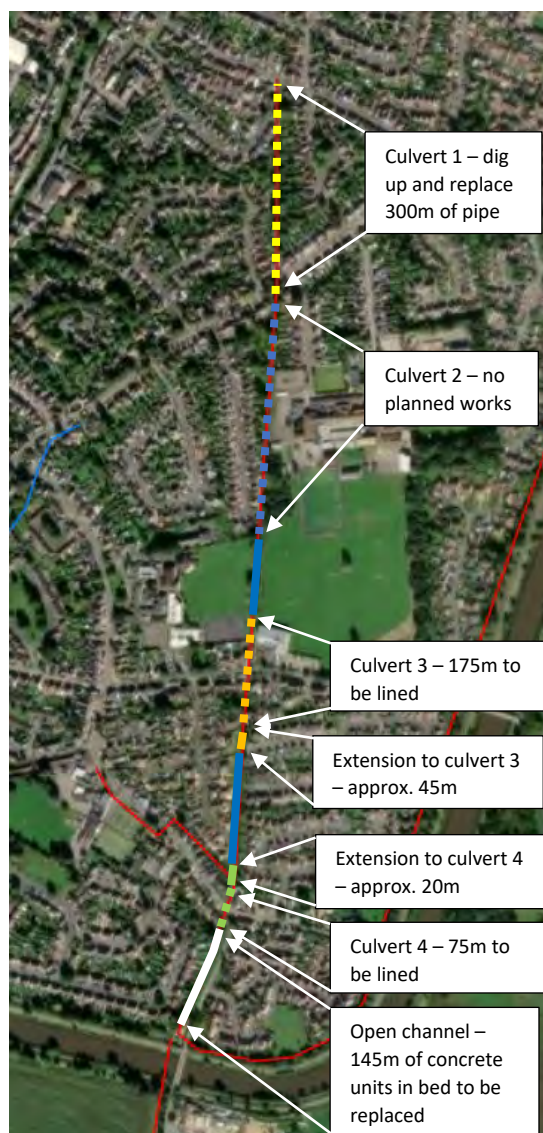 Culvert 1 – dig
up and replace
300m of pipe
Culvert 2 – no
planned works
Culvert 3 – 175m to
be lined
Extension to culvert 3
– approx. 45m
Extension to culvert 4
– approx. 20m
Culvert 4 – 75m to
be lined
Open channel –
145m of concrete
units in bed to be
replaced